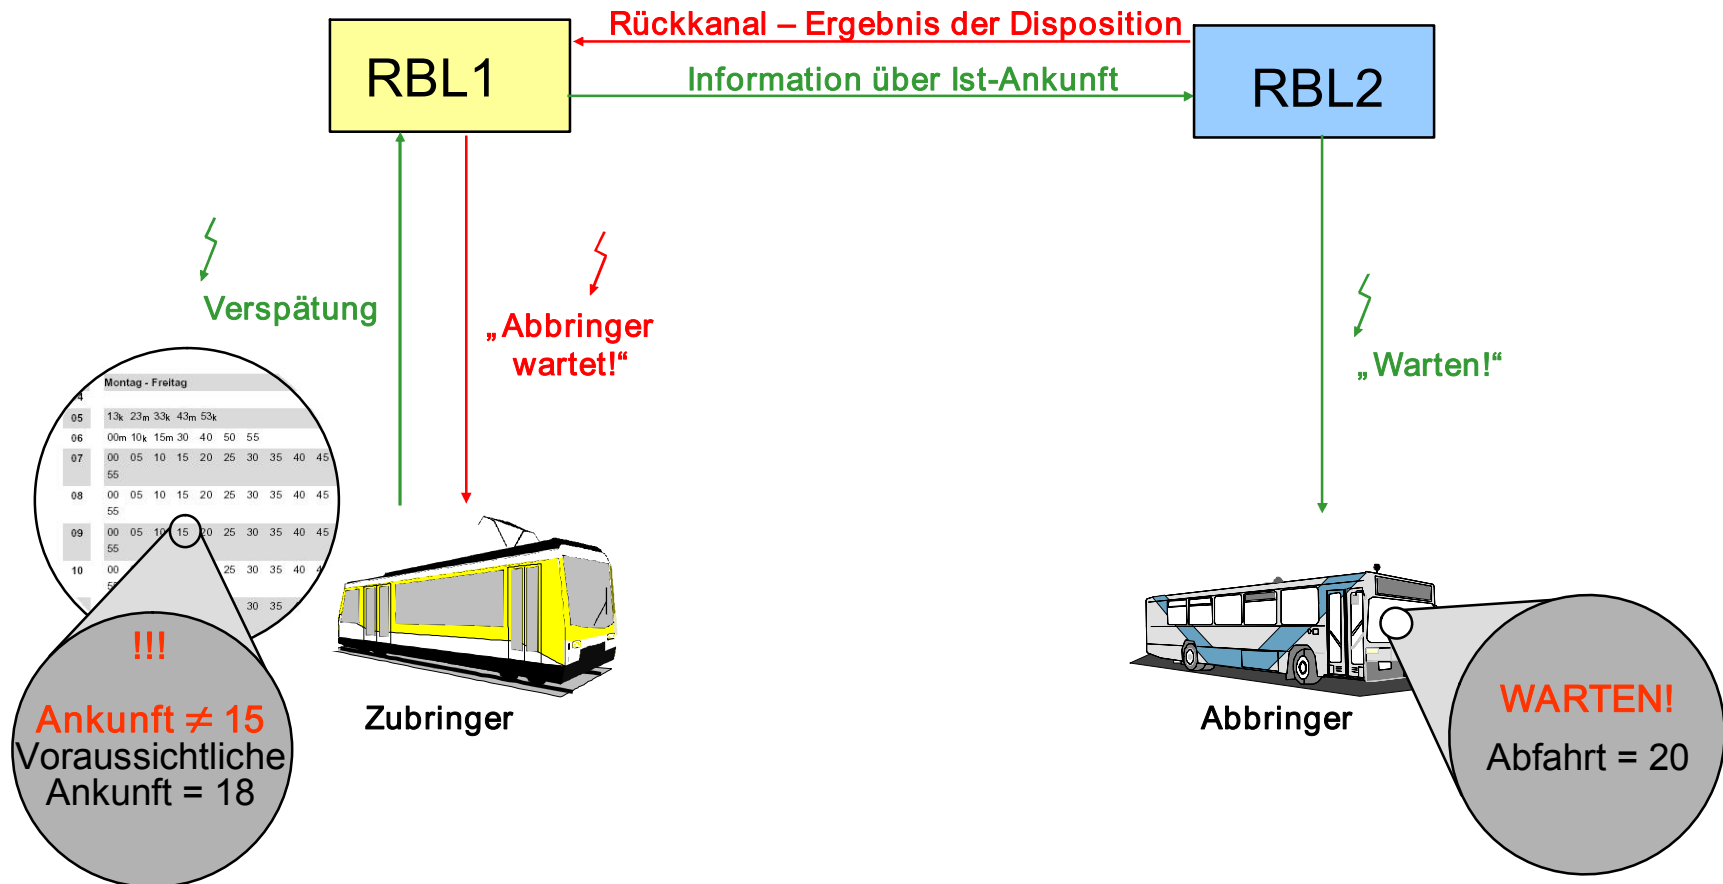 Rückkanal – Ergebnis der Disposition
RBL1
Information über Ist-Ankunft
RBL2
Verspätung
„Abbringer
wartet!“
„Warten!“
Montag - Freitag
4
05 13k 23m 33k 43m 53k
06 00m 10k 15m 30 40 50 55
07 00 05 10 15 20 25 30 35 40 45
55
08 00 05 10 15 20 25 30 35 40 45
55
09 00 05 10 15 20 25 30 35 40 45
55
10 00 25 30 35 40
30 35
!!!
Ankunft ≠ 15
Voraussichtliche
Ankunft = 18
Zubringer
Abbringer
WARTEN!
Abfahrt = 20